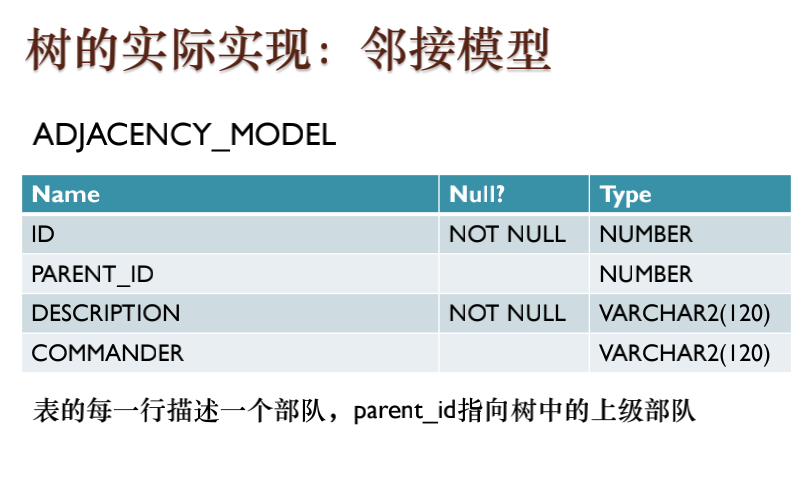 树的实际实现：邻接模型
ADJACENCY_MODEL
Name Null? Type
ID NOT NULL NUMBER
PARENT_ID NUMBER
DESCRIPTION NOT NULL VARCHAR2(120)
COMMANDER VARCHAR2(120)
表的每一行描述一个部队，parent_id指向树中的上级部队